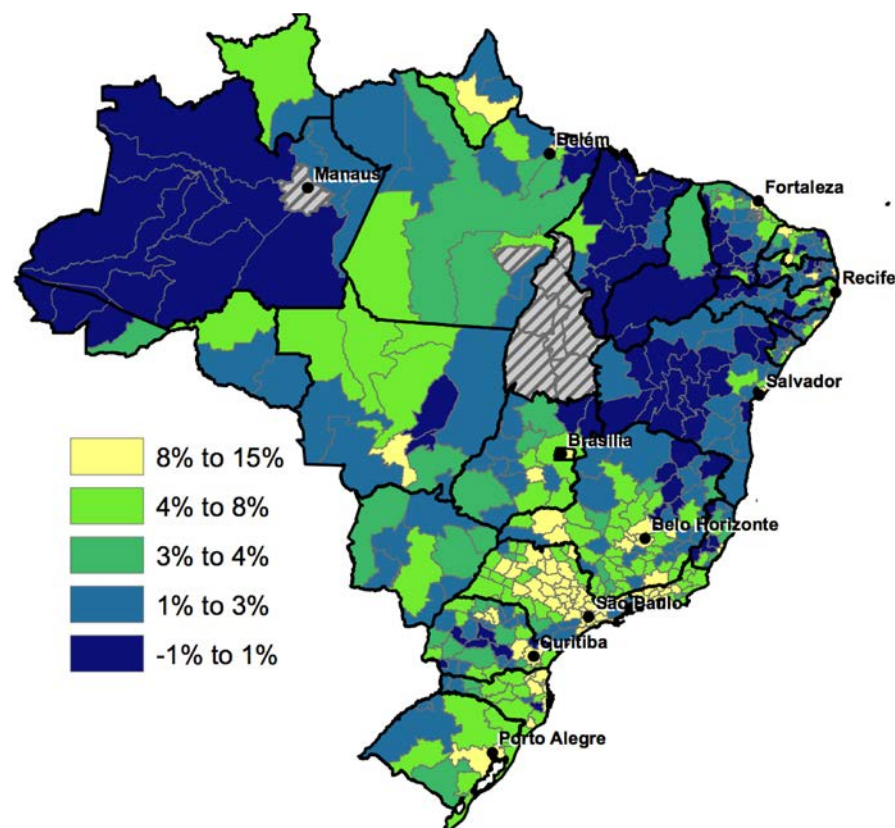 Belém
Manaus
Fortaleza
Recife
Salvador
Brasília
8% to 15%
4% to 8%
Belo Horizonte
3% to 4%
1% to 3%
São Paulo
-1% to 1%
Curitiba
Porto Alegre